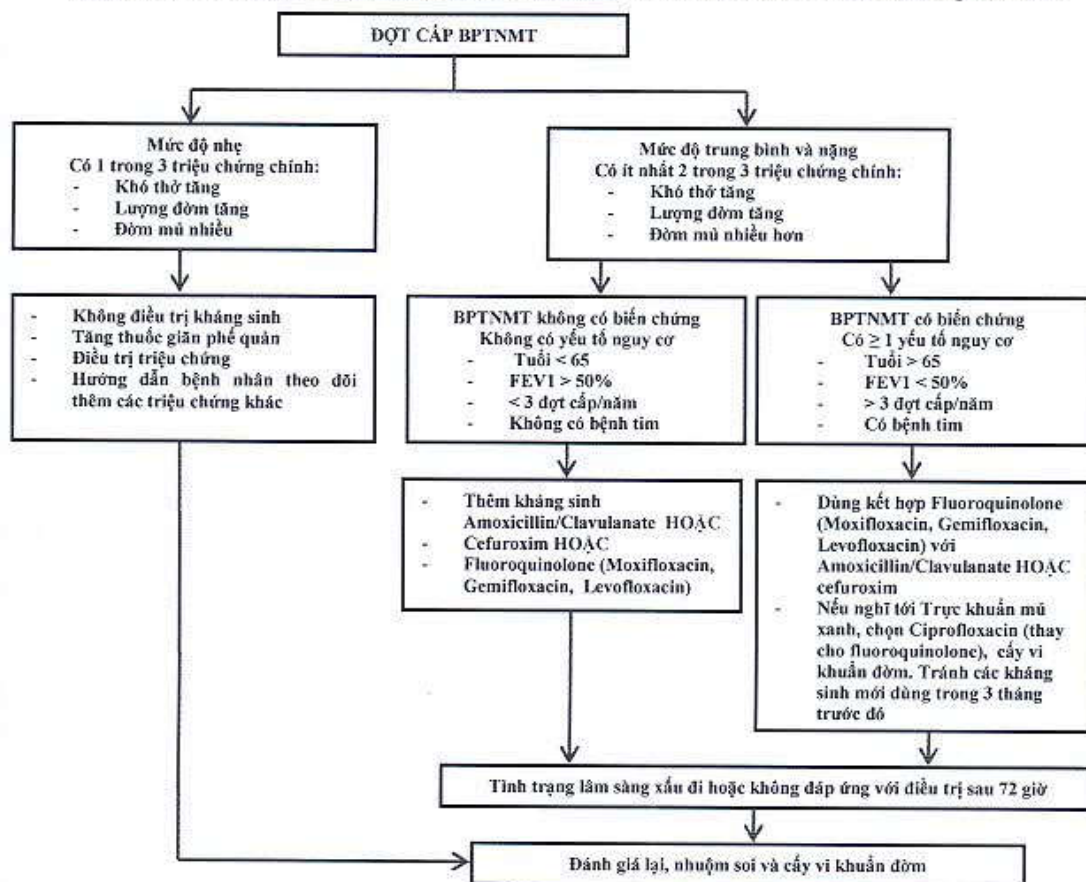 ĐỢT CẤP BPTNMT
Mức độ nhẹ
Có 1 trong 3 triệu chứng chính:
- Khó thở tăng
- Lượng đờm tăng
- Đờm mủ nhiều
Mức độ trung bình và nặng
Có ít nhất 2 trong 3 triệu chứng chính:
- Khó thở tăng
- Lượng đờm tăng
- Đờm mủ nhiều hơn
- Không điều trị kháng sinh
- Tăng thuốc giãn phế quản
- Điều trị triệu chứng
- Hướng dẫn bệnh nhân theo dõi
thêm các triệu chứng khác
BPTNMT không có biến chứng
Không có yếu tố nguy cơ
- Tuổi < 65
- FEV1 > 50%
- < 3 đợt cấp/năm
- Không có bệnh tim
BPTNMT có biến chứng
Có ≥ 1 yếu tố nguy cơ
- Tuổi > 65
- FEV1 < 50%
- > 3 đợt cấp/năm
- Có bệnh tim
- Thêm kháng sinh
Amoxicillin/Clavulanate HOẶC
- Cefuroxim HOẶC
- Fluoroquinolone (Moxifloxacin,
Gemifloxacin, Levofloxacin)
- Dùng kết hợp Fluoroquinolone
(Moxifloxacin, Gemifloxacin,
Levofloxacin) với
Amoxicillin/Clavulanate HOẶC
cefuroxim
- Nếu nghĩ tới Trực khuẩn mủ
xanh, chọn Ciprofloxacin (thay
cho fluoroquinolone), cấy vi
khuẩn đờm. Tránh các kháng
sinh mới dùng trong 3 tháng
trước đó
Tình trạng lâm sàng xấu đi hoặc không đáp ứng với điều trị sau 72 giờ
Đánh giá lại, nhuộm soi và cấy vi khuẩn đờm